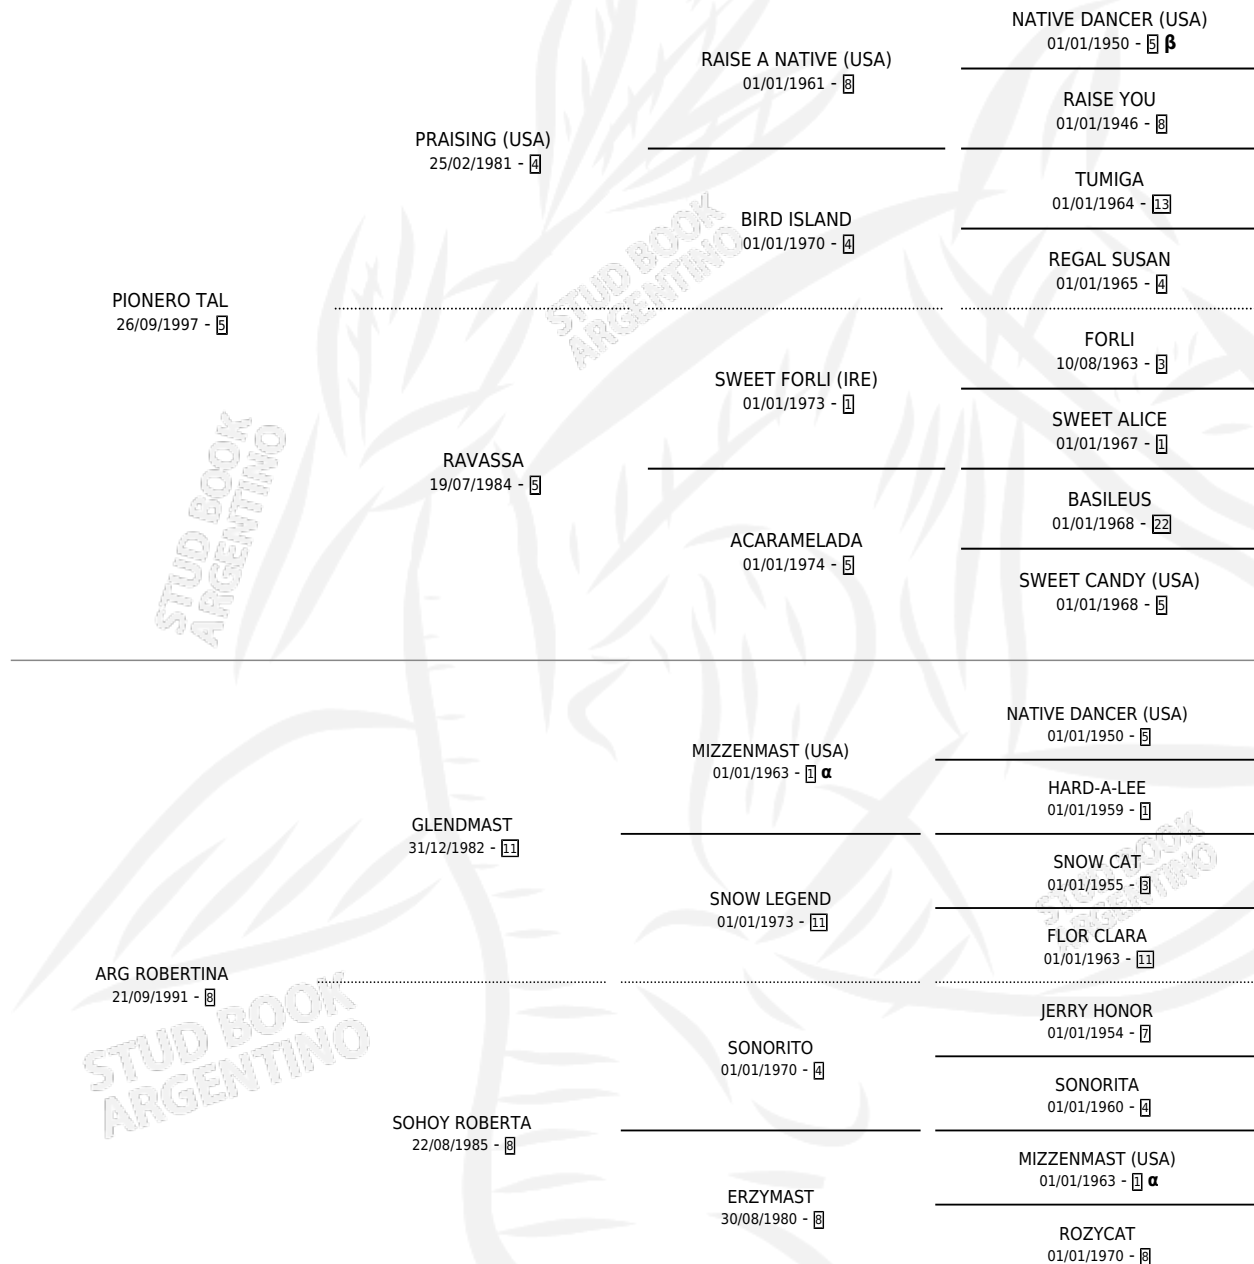 NATIVE DANCER (USA)
01/01/1950 - 5 β
RAISE A NATIVE (USA)
01/01/1961 - 8
RAISE YOU
01/01/1946 - 8
PRAISING (USA)
25/02/1981 - 4
TUMIGA
01/01/1964 - 13
BIRD ISLAND
01/01/1970 - 4
REGAL SUSAN
01/01/1965 - 4
STUD BOOK
ARGENTINO
PIONERO TAL
26/09/1997 - 5
FORLI
10/08/1963 - 3
SWEET FORLI (IRE)
01/01/1973 - 1
SWEET ALICE
01/01/1967 - 1
RAVASSA
19/07/1984 - 5
BASILEUS
01/01/1968 - 22
ACARAMELADA
01/01/1974 - 5
SWEET CANDY (USA)
01/01/1968 - 5
STUD BOOK
ARGENTINO
NATIVE DANCER (USA)
01/01/1950 - 5
MIZZENMAST (USA)
01/01/1963 - 1 α
HARD-A-LEE
01/01/1959 - 1
GLENDMAST
31/12/1982 - 11
SNOW CAT
01/01/1955 - 3
SNOW LEGEND
01/01/1973 - 11
FLOR CLARA
01/01/1963 - 11
STUD BOOK
ARGENTINO
ARG ROBERTINA
21/09/1991 - 8
JERRY HONOR
01/01/1954 - 7
SONORITO
01/01/1970 - 4
SONORITA
01/01/1960 - 4
SOHOY ROBERTA
22/08/1985 - 8
MIZZENMAST (USA)
01/01/1963 - 1 α
ERZYMAST
30/08/1980 - 8
ROZYCAT
01/01/1970 - 8
STUD BOOK
ARGENTINO